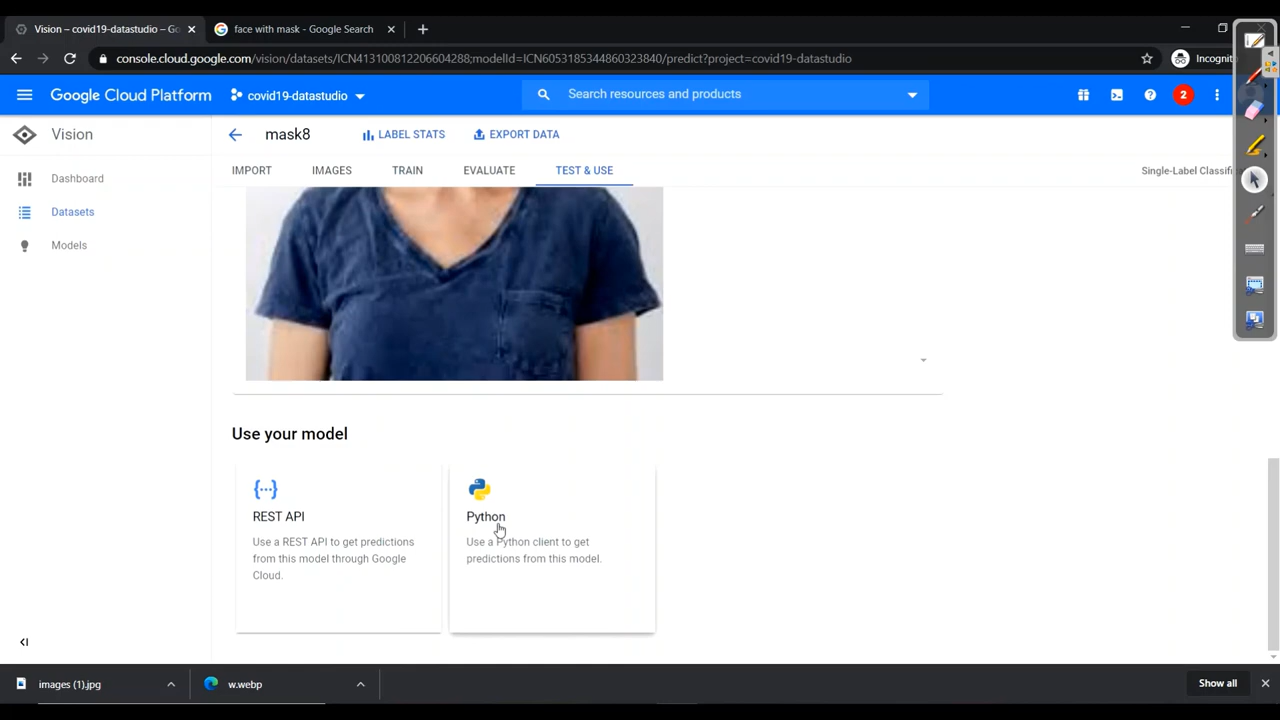 Vision – covid19-datastudio – Go
face with mask - Google Search
console.cloud.google.com/vision/datasets/ICN413100812206604288;modelId=ICN6053185344860323840/predict?project=covid19-datastudio
Incognit
Google Cloud Platform
covid19-datastudio
Search resources and products
2
Vision
mask8
LABEL STATS
EXPORT DATA
IMPORT
IMAGES
TRAIN
EVALUATE
TEST & USE
Single-Label Classifi
Dashboard
Datasets
Models
Use your model
REST API
Use a REST API to get predictions
from this model through Google
Cloud.
Python
Use a Python client to get
predictions from this model.
images (1).jpg
w.webp
Show all